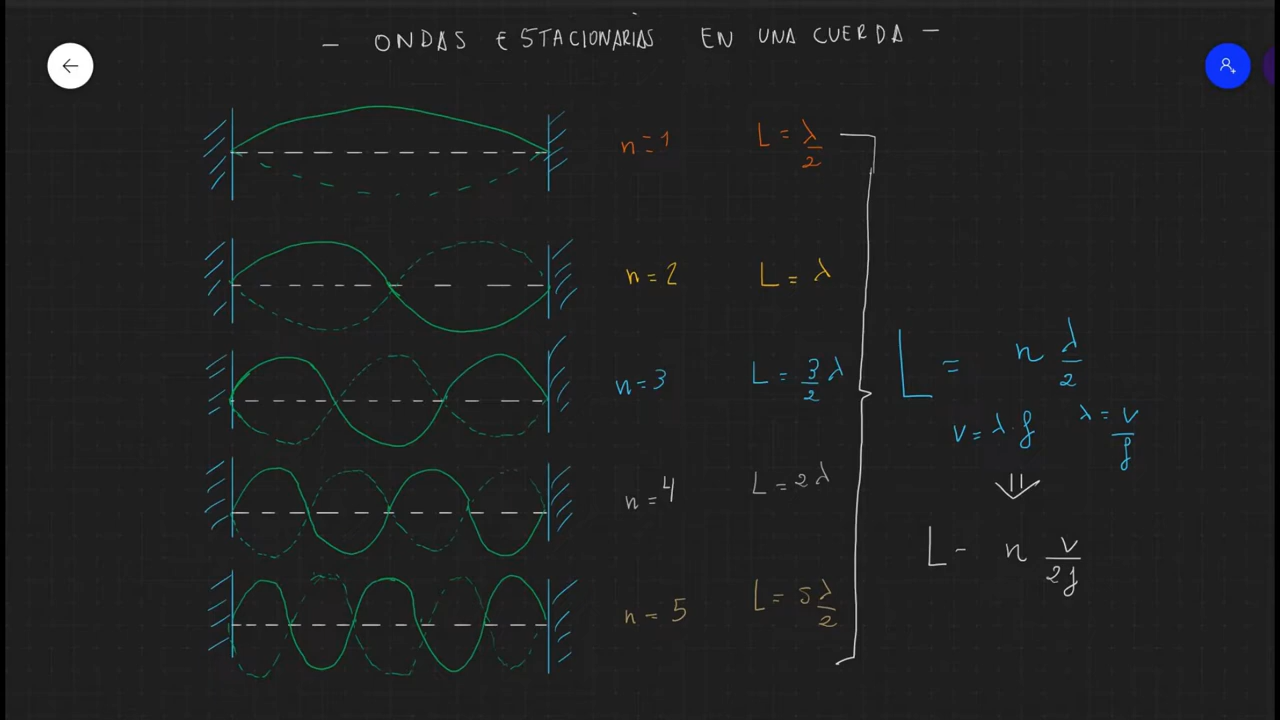 - ONDAS ESTACIONARIAS EN UNA CUERDA -
n = 1 L = λ/2
n = 2 L = λ
n = 3 L = 3/2 λ
L = n λ/2
v = λ · f λ = v/f
n = 4 L = 2λ
⇓
L - n v/2f
n = 5 L = 5 λ/2